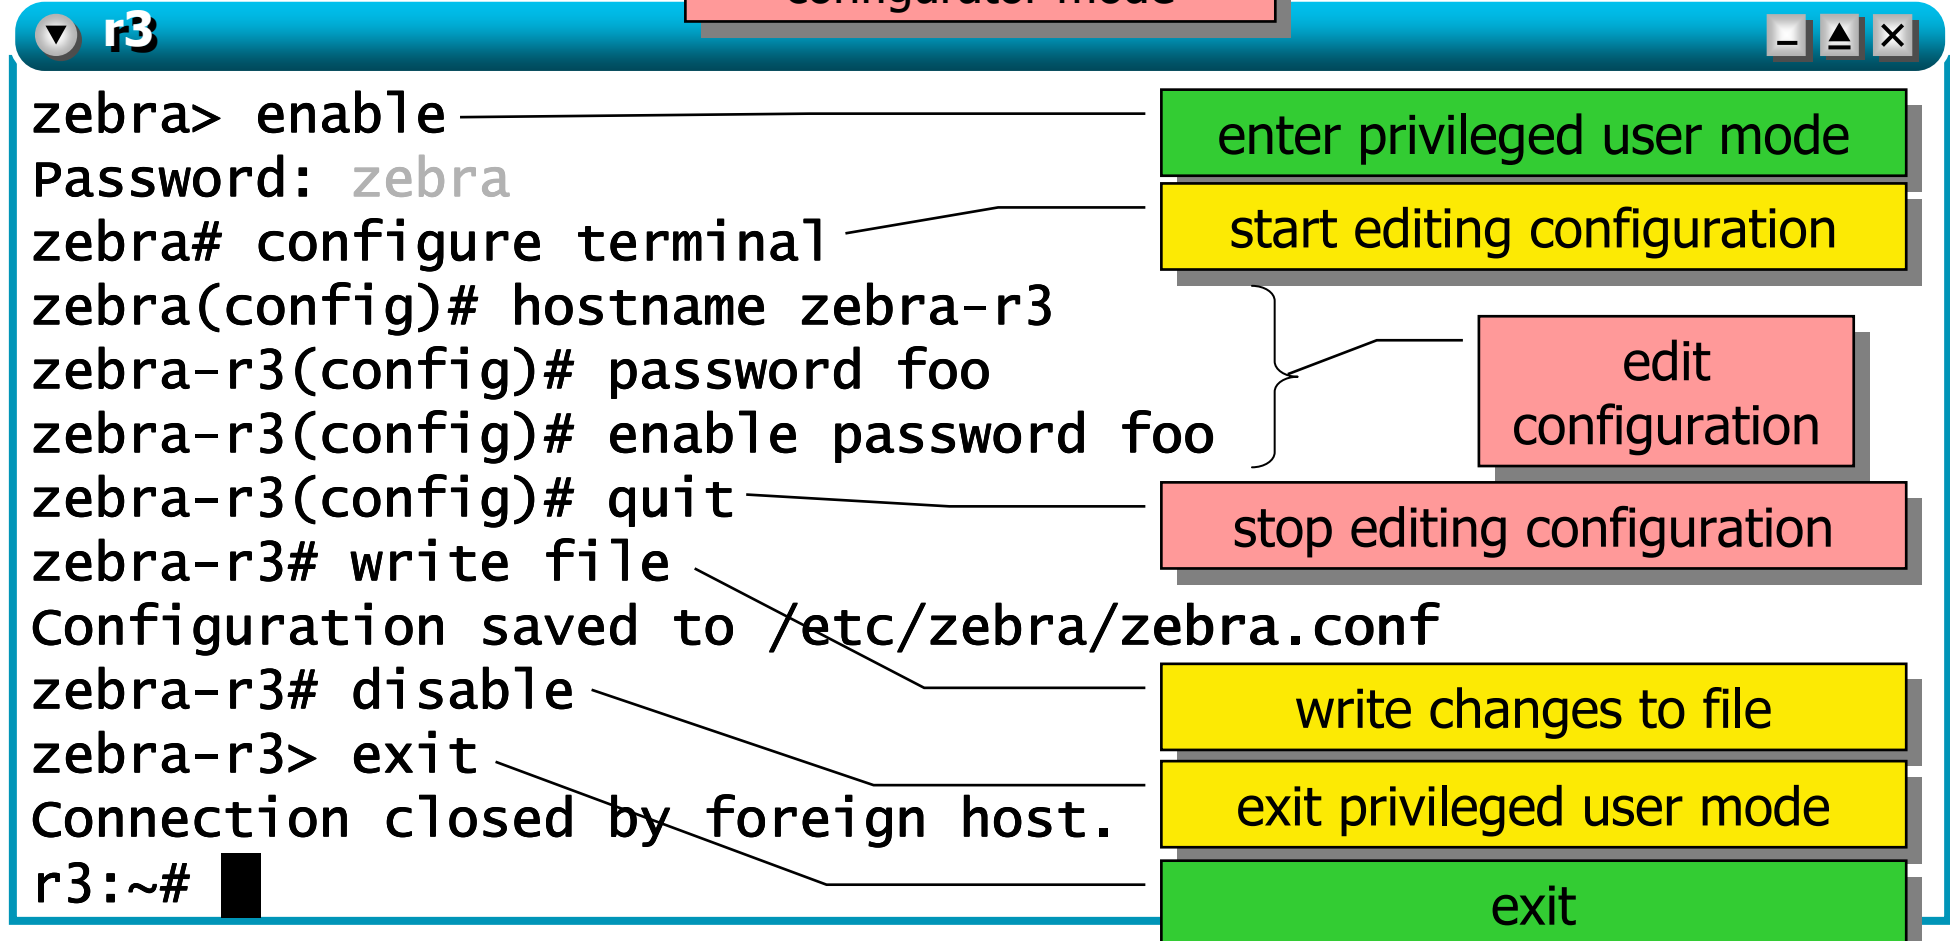 configurator mode
r3
zebra> enable
enter privileged user mode
Password: zebra
zebra# configure terminal
start editing configuration
zebra(config)# hostname zebra-r3
zebra-r3(config)# password foo
zebra-r3(config)# enable password foo
edit
configuration
zebra-r3(config)# quit
stop editing configuration
zebra-r3# write file
Configuration saved to /etc/zebra/zebra.conf
zebra-r3# disable
write changes to file
zebra-r3> exit
exit privileged user mode
Connection closed by foreign host.
r3:~#
exit